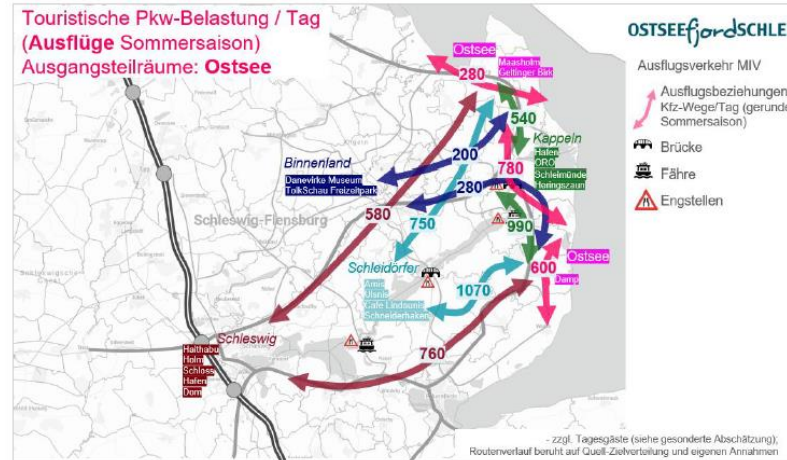 Touristische Pkw-Belastung / Tag
(Ausflüge Sommersaison)
Ausgangsteilräume: Ostsee
OSTSEEfjordSCHLE
Ausflugsverkehr MIV
Ausflugsbeziehungen
Kfz-Wege/Tag (gerunde
Sommersaison)
Brücke
Fähre
Engstellen
Ostsee
Maasholm
Geltinger Birk
280
540
Kappeln
Hafen
ORO
Schleimünde
Heringszaun
Binnenland
Danevirke Museum
TolkSchau Freizeitpark
200
280
780
Schleswig-Flensburg
580
750
990
Schleidörfer
Arnis
Ulsnis
Café Lindauhof
Schneiderhaken
1070
600
Ostsee
Damp
Schleswig
Haithabu
Holm
Schloss
Hafen
Dom
760
- zzgl. Tagesgäste (siehe gesonderte Abschätzung);
Routenverlauf beruht auf Quell-Zielverteilung und eigenen Annahmen